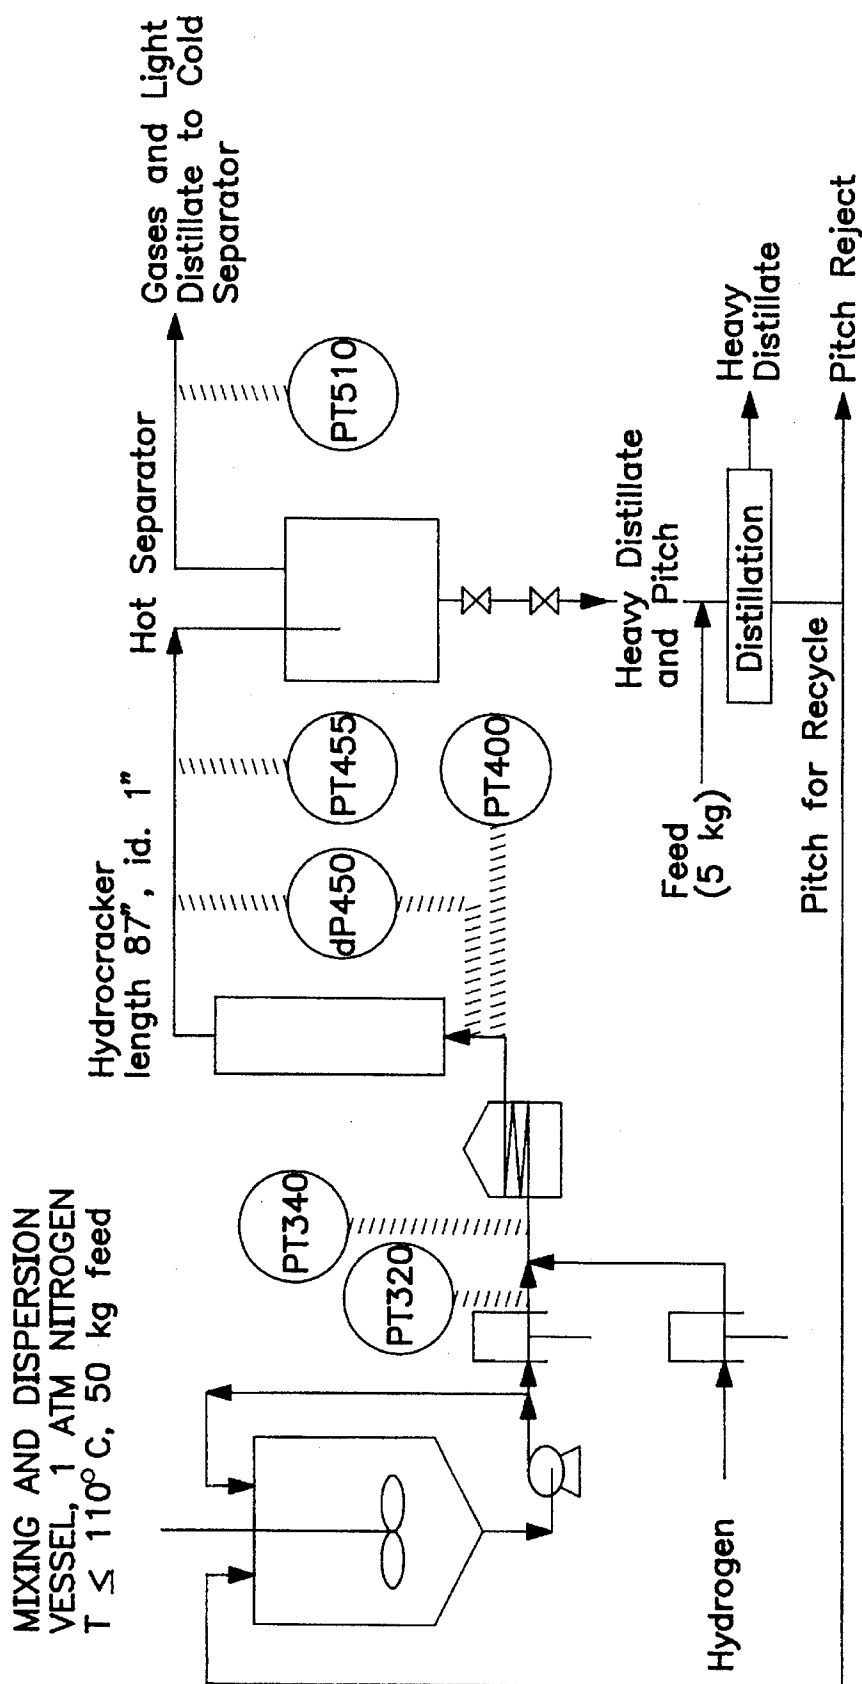 MIXING AND DISPERSION
VESSEL, 1 ATM NITROGEN
T ≤ 110°C, 50 kg feed
Hydrocracker
length 87", id. 1"
Hot Separator
Gases and Light
Distillate to Cold
Separator
PT340
PT320
dP450
PT455
PT400
PT510
Heavy Distillate
and Pitch
Feed
(5 kg)
Distillation
Heavy
Distillate
Hydrogen
Pitch for Recycle
Pitch Reject